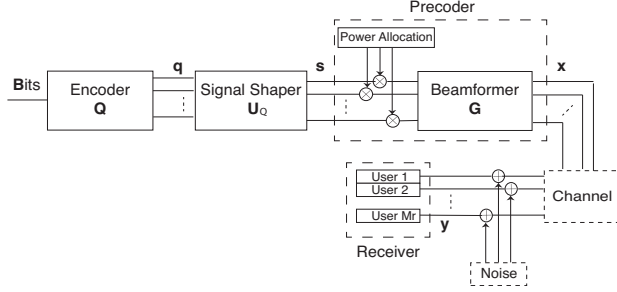 Precoder
Power Allocation
Bits
q
s
x
Encoder
Q
Signal Shaper
U_Q
Beamformer
G
User 1
User 2
User Mr
y
Receiver
Channel
Noise